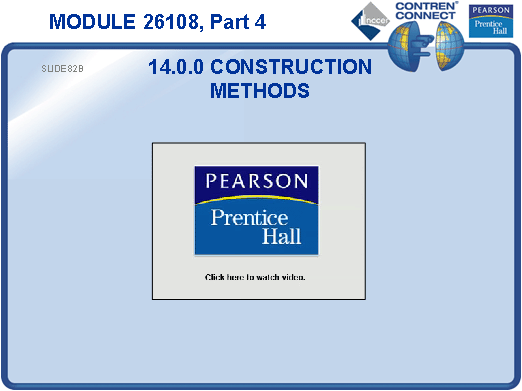 MODULE 26108, Part 4
nccer
CONTREN®
CONNECT
PEARSON
Prentice
Hall
SLIDE 82B
14.0.0 CONSTRUCTION
METHODS
PEARSON
Prentice
Hall
Click here to watch video.